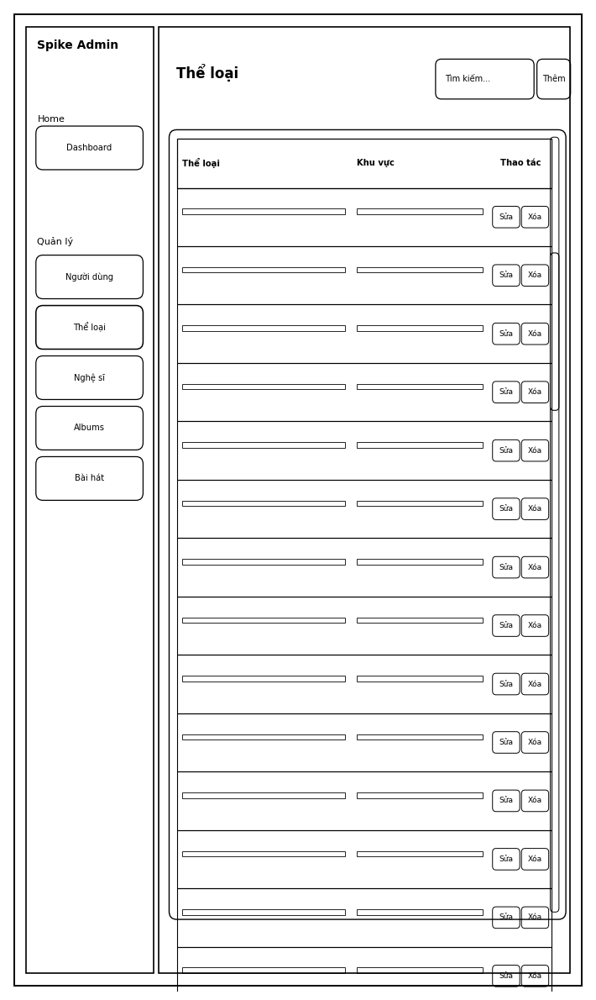 Spike Admin
Home
Dashboard
Quản lý
Người dùng
Thể loại
Nghệ sĩ
Albums
Bài hát
Thể loại
Tìm kiếm...
Thêm
Thể loại Khu vực Thao tác
Sửa Xóa
Sửa Xóa
Sửa Xóa
Sửa Xóa
Sửa Xóa
Sửa Xóa
Sửa Xóa
Sửa Xóa
Sửa Xóa
Sửa Xóa
Sửa Xóa
Sửa Xóa
Sửa Xóa
Sửa Xóa